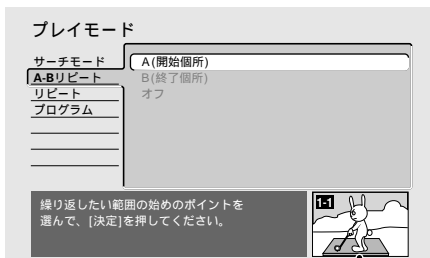 プレイモード
サーチモード
A-Bリピート
リピート
プログラム
A(開始個所)
B(終了個所)
オフ
繰り返したい範囲の始めのポイントを
選んで、[決定]を押してください。
1-1